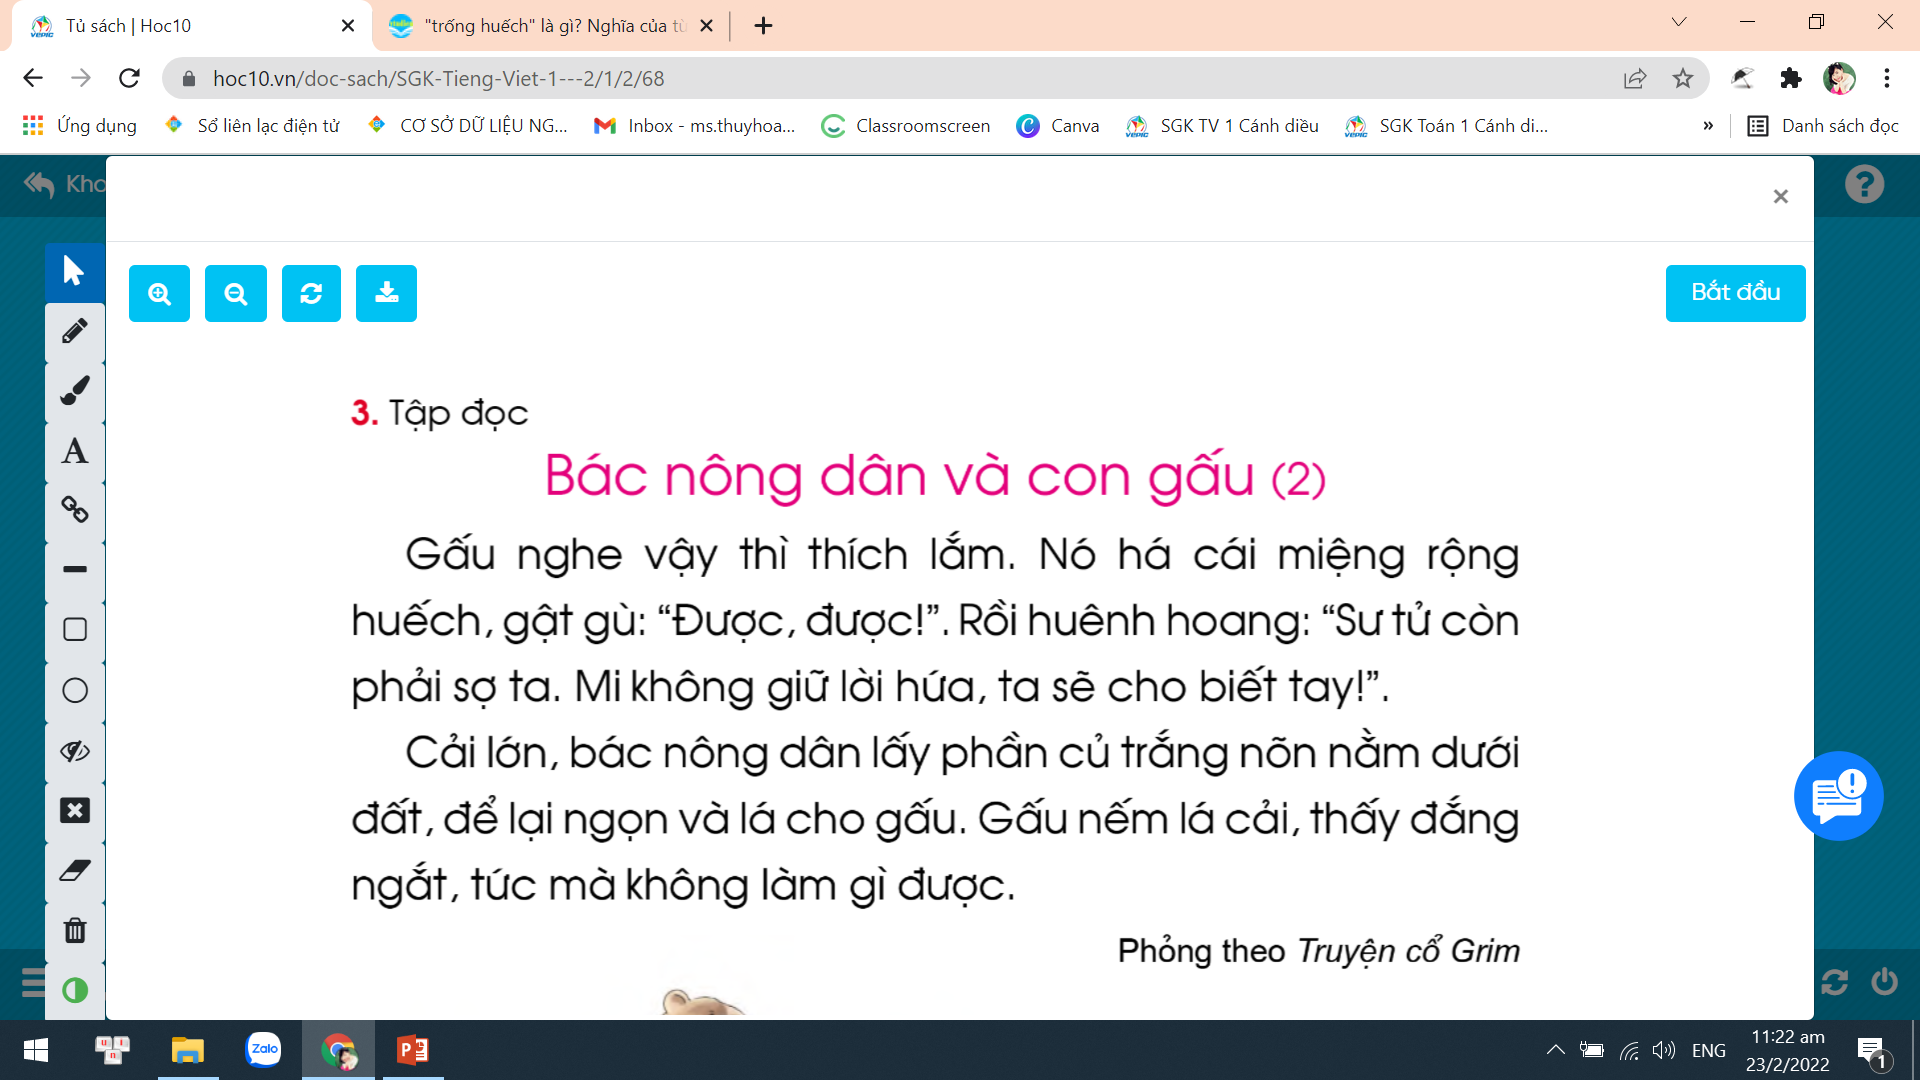 Tủ sách | Hoc10
"trống huếch" là gì? Nghĩa của từ
hoc10.vn/doc-sach/SGK-Tieng-Viet-1---2/1/2/68
Ứng dụng
Sổ liên lạc điện tử
CƠ SỞ DỮ LIỆU NG...
Inbox - ms.thuyhoa...
Classroomscreen
Canva
SGK TV 1 Cánh diều
SGK Toán 1 Cánh di...
»
Danh sách đọc
Kho
Bắt đầu
3. Tập đọc
Bác nông dân và con gấu (2)
Gấu nghe vậy thì thích lắm. Nó há cái miệng rộng
huếch, gật gù: “Được, được!”. Rồi huênh hoang: “Sư tử còn
phải sợ ta. Mi không giữ lời hứa, ta sẽ cho biết tay!”.
Cải lớn, bác nông dân lấy phần củ trắng nõn nằm dưới
đất, để lại ngọn và lá cho gấu. Gấu nếm lá cải, thấy đắng
ngắt, tức mà không làm gì được.
Phỏng theo Truyện cổ Grim
Zalo
ENG
11:22 am
23/2/2022
1